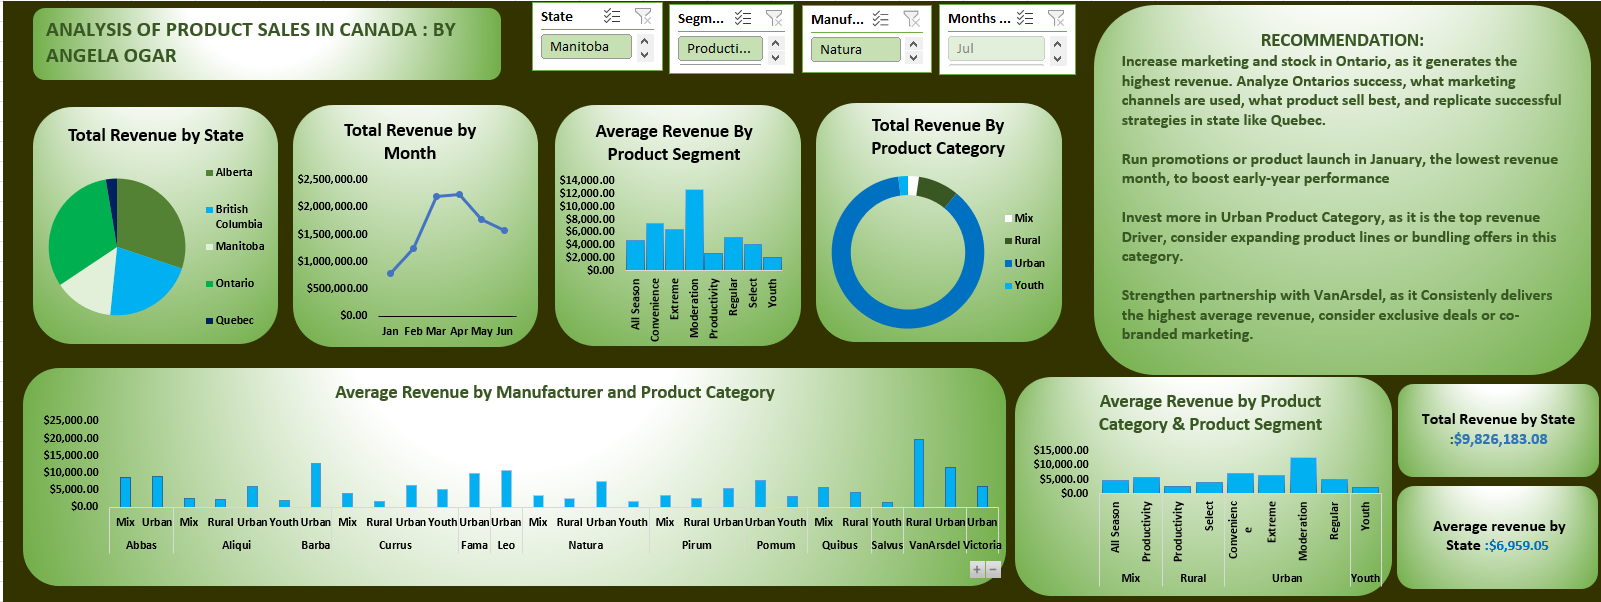 ANALYSIS OF PRODUCT SALES IN CANADA : BY
ANGELA OGAR
State
Manitoba
Segm...
Producti...
Manuf...
Natura
Months ...
Jul
RECOMMENDATION:
Increase marketing and stock in Ontario, as it generates the
highest revenue. Analyze Ontarios success, what marketing
channels are used, what product sell best, and replicate successful
strategies in state like Quebec.
Run promotions or product launch in January, the lowest revenue
month, to boost early-year performance
Invest more in Urban Product Category, as it is the top revenue
Driver, consider expanding product lines or bundling offers in this
category.
Strengthen partnership with VanArsdel, as it Consistenly delivers
the highest average revenue, consider exclusive deals or co-
branded marketing.
Total Revenue by State
Alberta
British
Columbia
Manitoba
Ontario
Quebec
Total Revenue by
Month
$2,500,000.00
$2,000,000.00
$1,500,000.00
$1,000,000.00
$500,000.00
$0.00
Jan Feb Mar Apr May Jun
Average Revenue By
Product Segment
$14,000.00
$12,000.00
$10,000.00
$8,000.00
$6,000.00
$4,000.00
$2,000.00
$0.00
All Season
Convenience
Extreme
Moderation
Productivity
Regular
Select
Youth
Total Revenue By
Product Category
Mix
Rural
Urban
Youth
Average Revenue by Manufacturer and Product Category
$25,000.00
$20,000.00
$15,000.00
$10,000.00
$5,000.00
$0.00
Mix Urban Mix Rural Urban Youth Urban Mix Rural Urban Youth Urban Urban Mix Rural Urban Youth Mix Rural Urban Urban Youth Mix Rural Youth Rural Urban Urban
Abbas Aliqui Barba Currus Fama Leo Natura Pirum Pomum Quibus Salvus VanArsdel Victoria
Average Revenue by Product
Category & Product Segment
$15,000.00
$10,000.00
$5,000.00
$0.00
All Season
Productivity
Productivity
Select
Convenienc
e
Extreme
Moderation
Regular
Youth
Mix Rural Urban Youth
Total Revenue by State
:$9,826,183.08
Average revenue by
State :$6,959.05